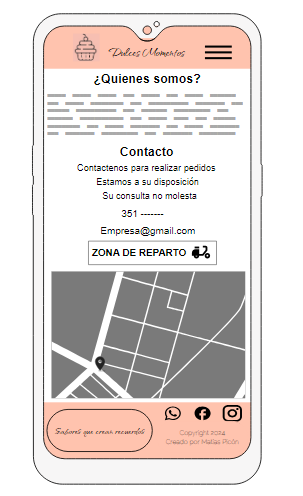 Dulces Momentos
¿Quienes somos?
Contacto
Contactenos para realizar pedidos
Estamos a su disposición
Su consulta no molesta
351 -------
Empresa@gmail.com
ZONA DE REPARTO
Sabores que crean recuerdos
Copyright 2024
Creado por Matías Picón